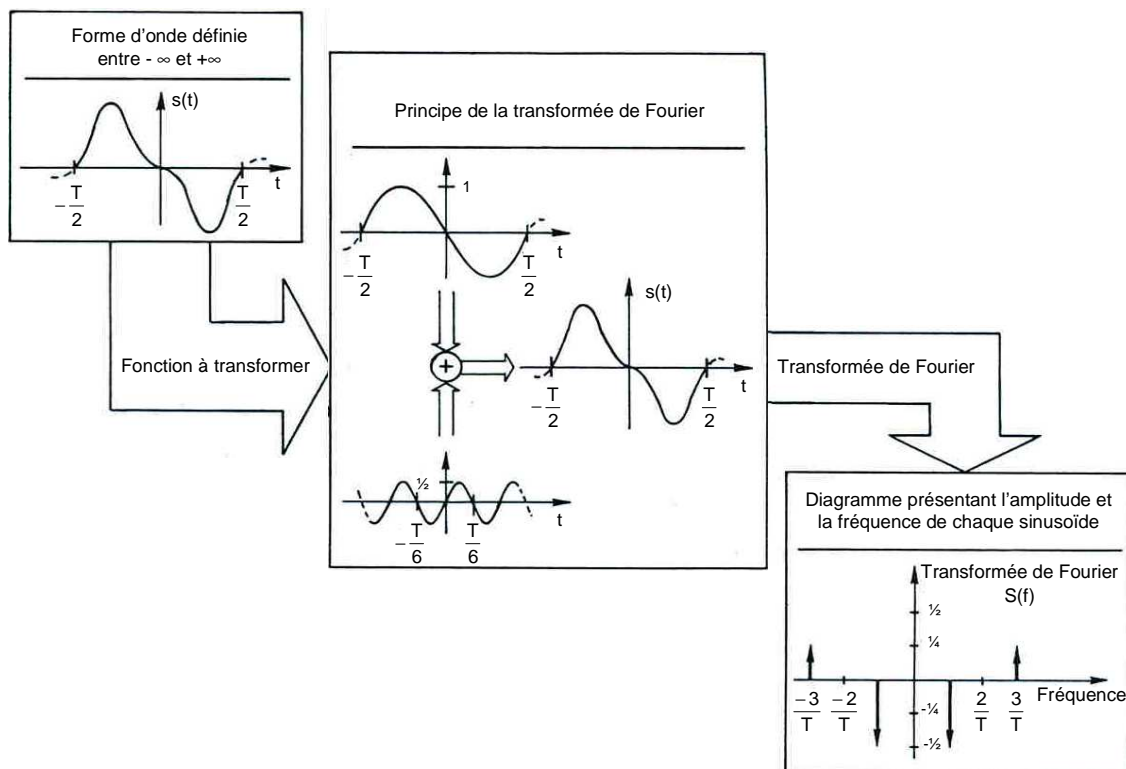 Forme d'onde définie
entre - ∞ et +∞
s(t)
t
−T/2
T/2
Fonction à transformer
Principe de la transformée de Fourier
1
t
−T/2
T/2
+
s(t)
t
−T/2
T/2
½
t
−T/6
T/6
Transformée de Fourier
Diagramme présentant l'amplitude et
la fréquence de chaque sinusoïde
Transformée de Fourier
S(f)
½
¼
Fréquence
−3/T
−2/T
-¼
2/T
3/T
-½